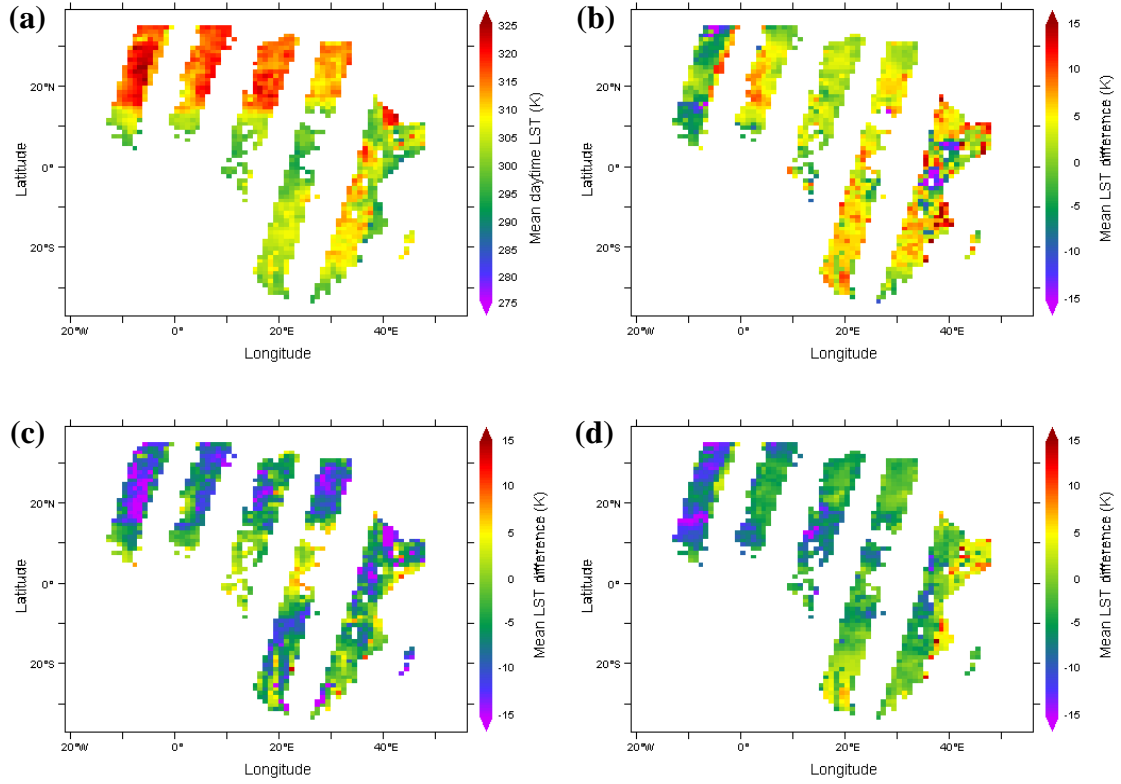 (a)
20°N
0°
20°S
Latitude
20°W
0°
20°E
40°E
Longitude
325
320
315
310
305
300
295
290
285
280
275
Mean daytime LST (K)
(b)
20°N
0°
20°S
Latitude
20°W
0°
20°E
40°E
Longitude
15
10
5
0
-5
-10
-15
Mean LST difference (K)
(c)
20°N
0°
20°S
Latitude
20°W
0°
20°E
40°E
Longitude
15
10
5
0
-5
-10
-15
Mean LST difference (K)
(d)
20°N
0°
20°S
Latitude
20°W
0°
20°E
40°E
Longitude
15
10
5
0
-5
-10
-15
Mean LST difference (K)